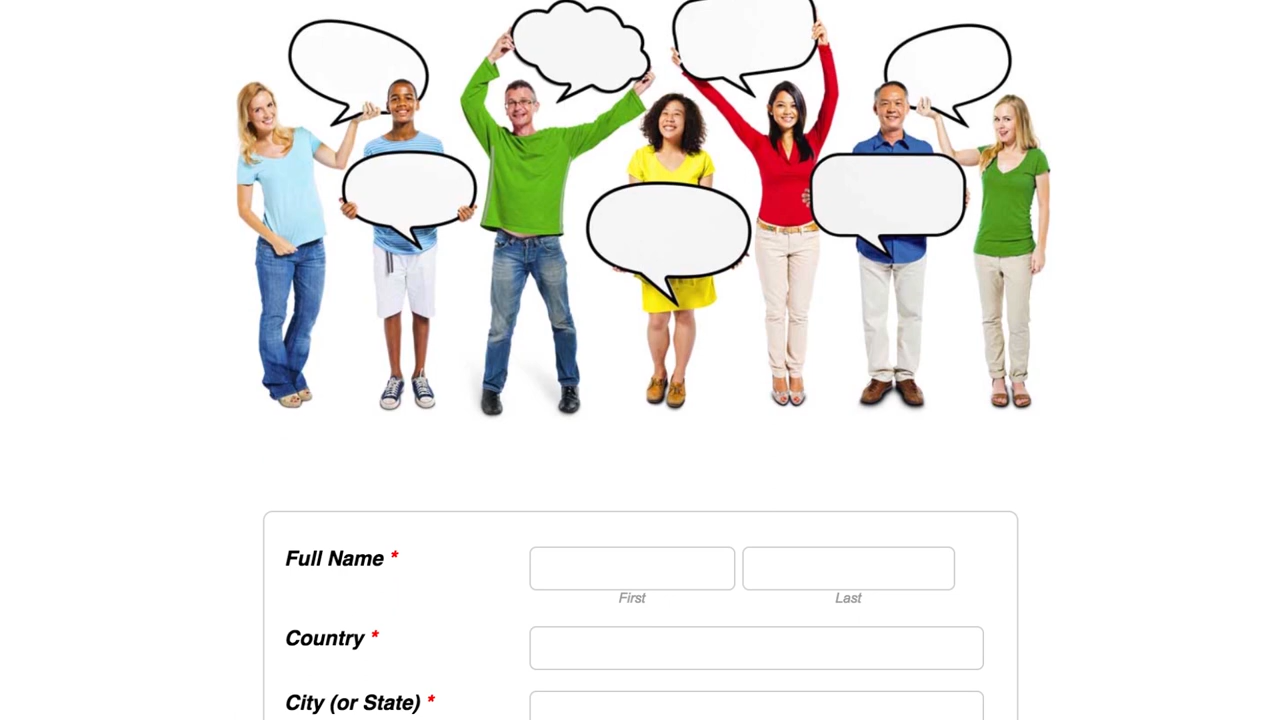 Full Name *
First Last
Country *
City (or State) *